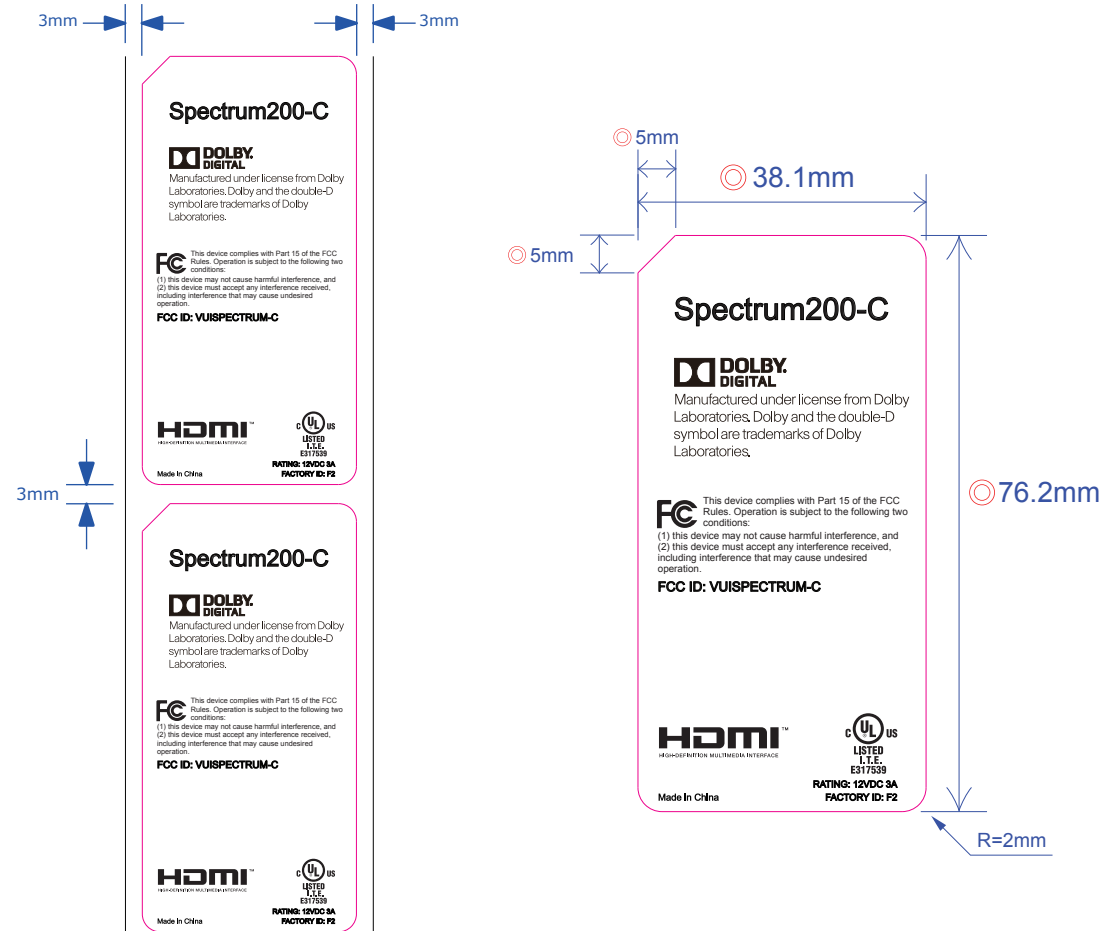 3mm
3mm
Spectrum200-C
DOLBY.
DIGITAL
Manufactured under license from Dolby
Laboratories. Dolby and the double-D
symbol are trademarks of Dolby
Laboratories.
FC This device complies with Part 15 of the FCC
Rules. Operation is subject to the following two
conditions:
(1) this device may not cause harmful interference, and
(2) this device must accept any interference received,
including interference that may cause undesired
operation.
FCC ID: VUISPECTRUM-C
HDMI™
HIGH-DEFINITION MULTIMEDIA INTERFACE
C UL US
LISTED
I.T.E.
E317539
RATING: 12VDC 3A
Made In China
FACTORY ID: F2
3mm
Spectrum200-C
DOLBY.
DIGITAL
Manufactured under license from Dolby
Laboratories. Dolby and the double-D
symbol are trademarks of Dolby
Laboratories.
FC This device complies with Part 15 of the FCC
Rules. Operation is subject to the following two
conditions:
(1) this device may not cause harmful interference, and
(2) this device must accept any interference received,
including interference that may cause undesired
operation.
FCC ID: VUISPECTRUM-C
HDMI™
HIGH-DEFINITION MULTIMEDIA INTERFACE
C UL US
LISTED
I.T.E.
E317539
RATING: 12VDC 3A
Made In China
FACTORY ID: F2
◎ 5mm
◎ 38.1mm
◎ 5mm
Spectrum200-C
DOLBY.
DIGITAL
Manufactured under license from Dolby
Laboratories. Dolby and the double-D
symbol are trademarks of Dolby
Laboratories.
◎ 76.2mm
FC This device complies with Part 15 of the FCC
Rules. Operation is subject to the following two
conditions:
(1) this device may not cause harmful interference, and
(2) this device must accept any interference received,
including interference that may cause undesired
operation.
FCC ID: VUISPECTRUM-C
HDMI™
HIGH-DEFINITION MULTIMEDIA INTERFACE
C UL US
LISTED
I.T.E.
E317539
RATING: 12VDC 3A
Made In China
FACTORY ID: F2
R=2mm